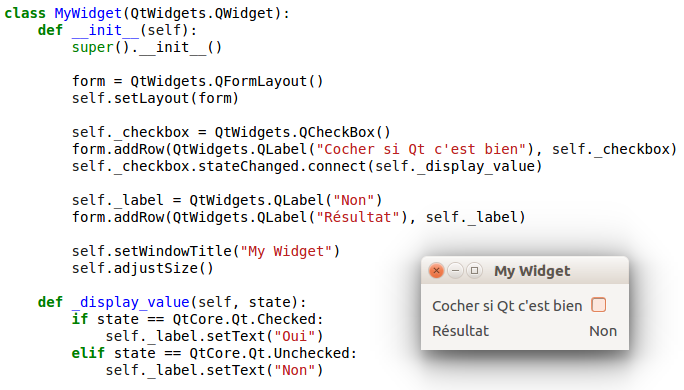 class MyWidget(QtWidgets.QWidget):
    def __init__(self):
        super().__init__()

        form = QtWidgets.QFormLayout()
        self.setLayout(form)

        self._checkbox = QtWidgets.QCheckBox()
        form.addRow(QtWidgets.QLabel("Cocher si Qt c'est bien"), self._checkbox)
        self._checkbox.stateChanged.connect(self._display_value)

        self._label = QtWidgets.QLabel("Non")
        form.addRow(QtWidgets.QLabel("Résultat"), self._label)

        self.setWindowTitle("My Widget")
        self.adjustSize()

    def _display_value(self, state):
        if state == QtCore.Qt.Checked:
            self._label.setText("Oui")
        elif state == QtCore.Qt.Unchecked:
            self._label.setText("Non")
My Widget
Cocher si Qt c'est bien
Résultat Non